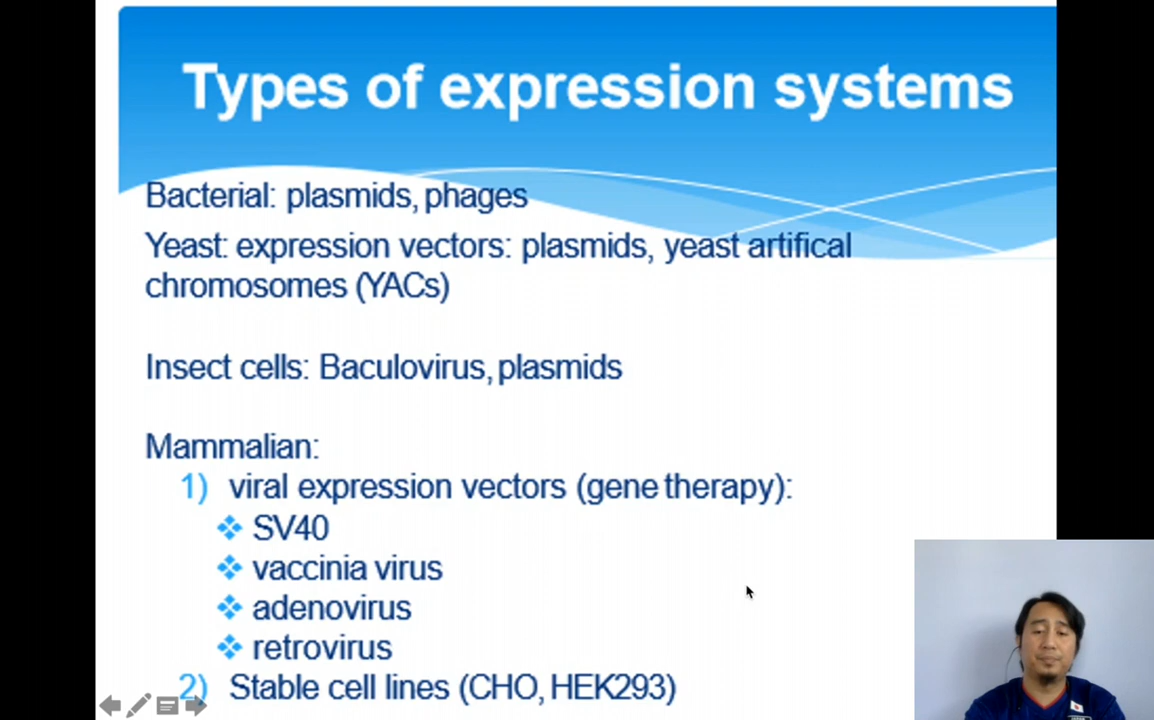 Types of expression systems
Bacterial: plasmids, phages
Yeast: expression vectors: plasmids, yeast artifical
chromosomes (YACs)
Insect cells: Baculovirus, plasmids
Mammalian:
1) viral expression vectors (gene therapy):
SV40
vaccinia virus
adenovirus
retrovirus
2) Stable cell lines (CHO, HEK293)